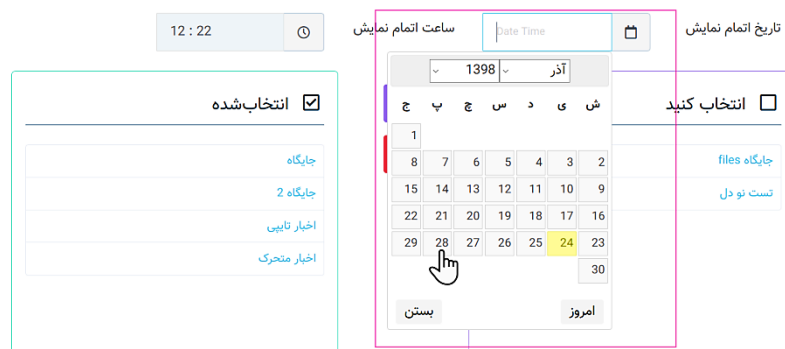 تاریخ اتمام نمایش
Date Time
ساعت اتمام نمایش
12 : 22
آذر 1398
ش ی د س چ پ ج
1
2 3 4 5 6 7 8
9 10 11 12 13 14 15
16 17 18 19 20 21 22
23 24 25 26 27 28 29
30
امروز بستن
انتخاب کنید
جایگاه files
تست نو دل
انتخاب‌شده
جایگاه
جایگاه 2
اخبار تایپی
اخبار متحرک